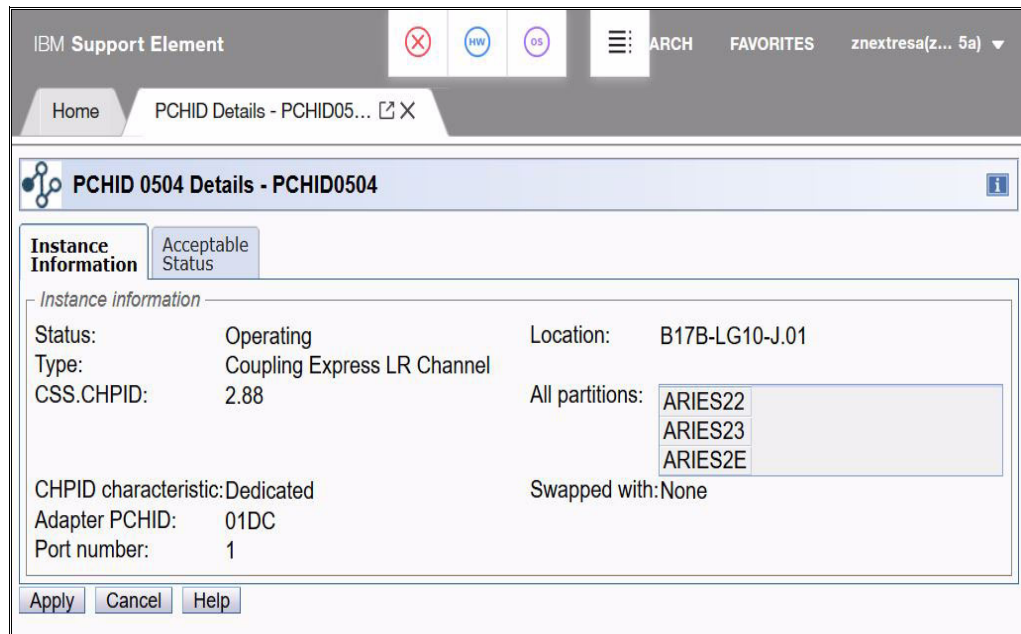 IBM Support Element
HW
OS
ARCH
FAVORITES
znextresa(z... 5a)
Home
PCHID Details - PCHID05...
PCHID 0504 Details - PCHID0504
i
Instance
Information
Acceptable
Status
Instance information
Status: Operating
Location: B17B-LG10-J.01
Type: Coupling Express LR Channel
CSS.CHPID: 2.88
All partitions: ARIES22
ARIES23
ARIES2E
CHPID characteristic: Dedicated
Swapped with: None
Adapter PCHID: 01DC
Port number: 1
Apply
Cancel
Help